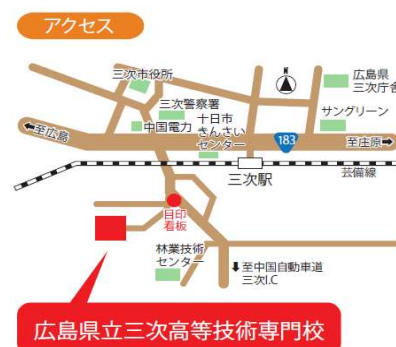 アクセス
三次市役所
N
広島県
三次庁舎
三次警察署
サングリーン
十日市
きんさい
センター
中国電力
←至広島
183
至庄原→
三次駅
芸備線
目印
看板
林業技術
センター
↓至中国自動車道
三次I.C
広島県立三次高等技術専門校